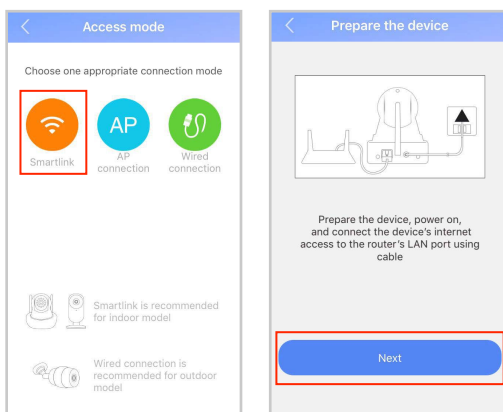 Access mode
Choose one appropriate connection mode
Smartlink
AP
AP
connection
Wired
connection
Smartlink is recommended
for indoor model
Wired connection is
recommended for outdoor
model
Prepare the device
Prepare the device, power on,
and connect the device's internet
access to the router's LAN port using
cable
Next